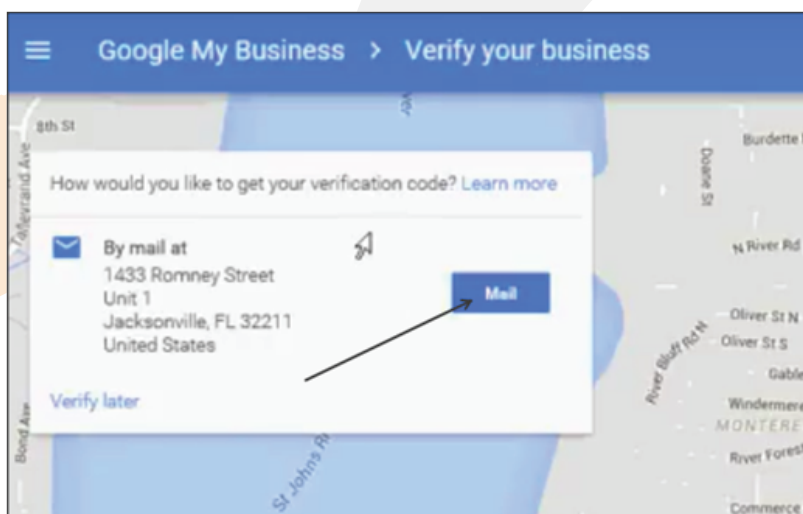 Google My Business > Verify your business
8th St
Burdette
Doane St
How would you like to get your verification code? Learn more
By mail at
1433 Romney Street
Unit 1
Jacksonville, FL 32211
United States
Mail
N River Rd
Oliver St N
Oliver St S
River Bluff Rd N
Gable
Windermere
MONTERE
River Forest
Verify later
Bond Ave
St Johns Ri
Commerce